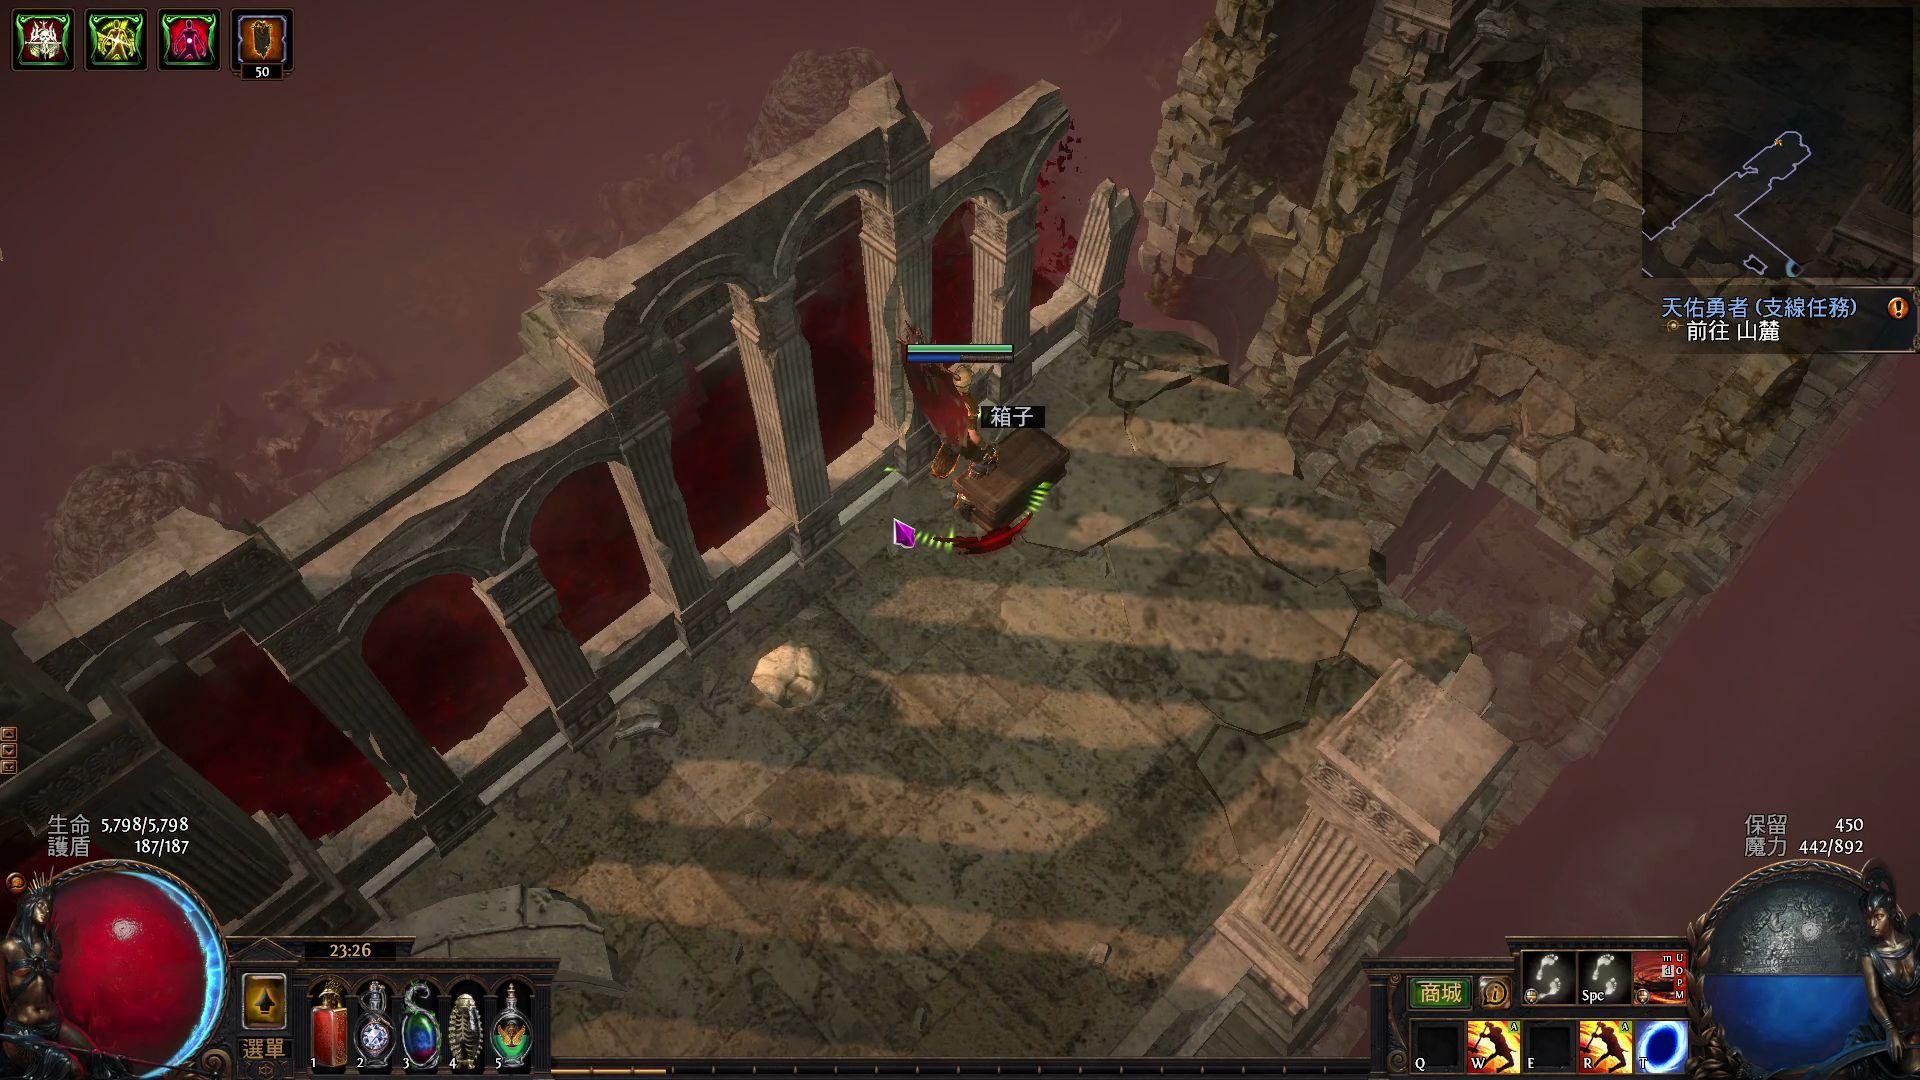 50
天佑勇者 (支線任務)
前往 山麓
箱子
生命 5,798/5,798
護盾 187/187
保留 450
魔力 442/892
23:26
選單
1 2 3 4 5
商城
Spc
Q W E R T
A A